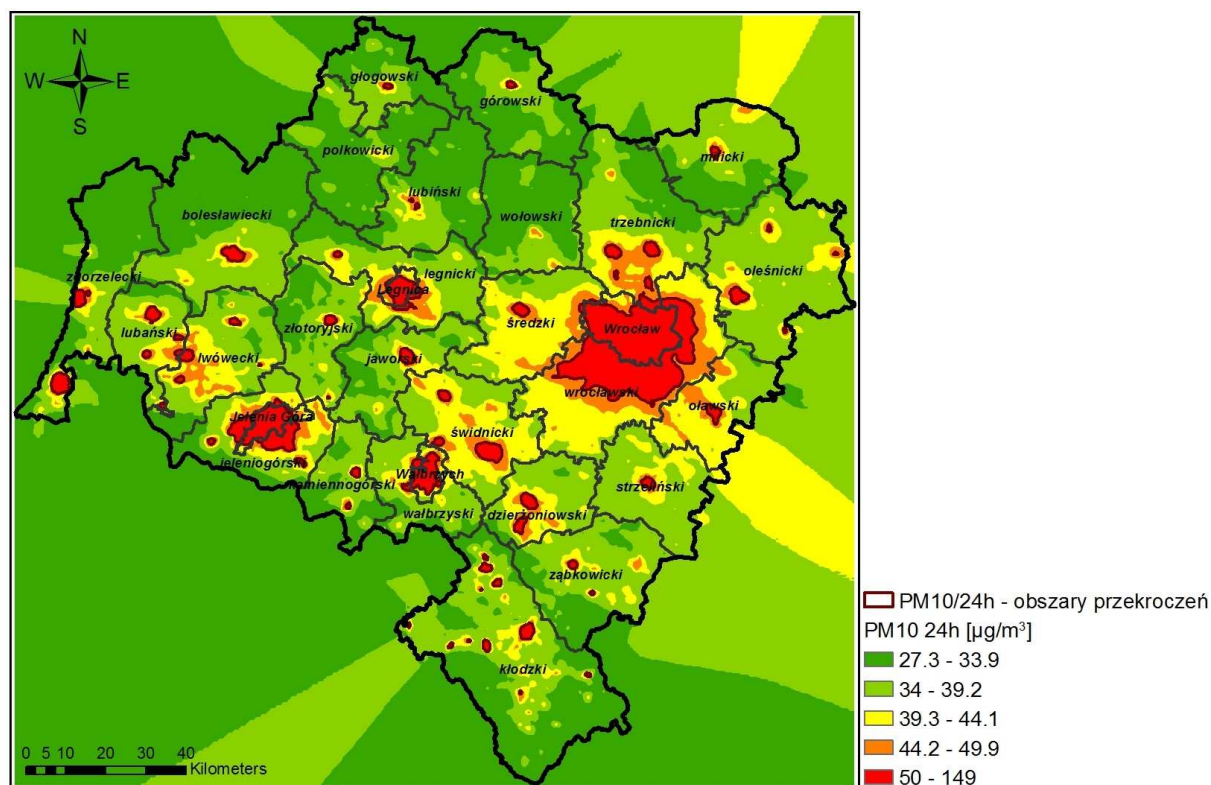 N
W E
S
głogowski
górowski
milicki
polkowicki
lubiński
bolesławiecki
wołowski
trzebnicki
zgorzelecki
oleśnicki
legnicki
Legnica
lubański
średzki
Wrocław
złotoryjski
lwówecki
jaworski
wrocławski
oławski
Jelenia Góra
świdnicki
jeleniogórski
Wałbrzych
kamiennogórski
strzeliński
wałbrzyski
dzierżoniowski
ząbkowicki
kłodzki
0 5 10 20 30 40
Kilometers
PM10/24h - obszary przekroczeń
PM10 24h [µg/m³]
27.3 - 33.9
34 - 39.2
39.3 - 44.1
44.2 - 49.9
50 - 149